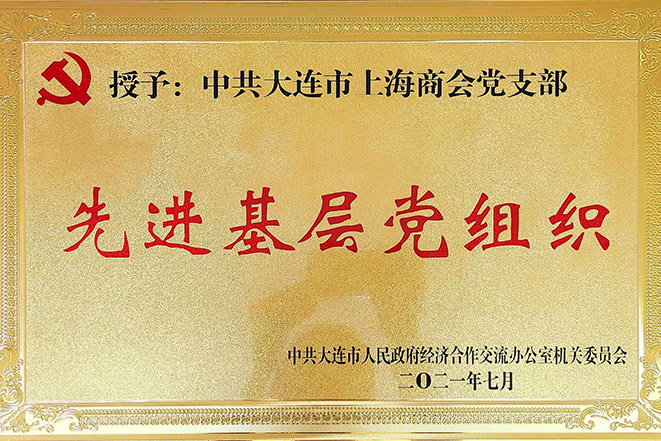 授予：中共大连市上海商会党支部
先进基层党组织
中共大连市人民政府经济合作交流办公室机关委员会
二〇二一年七月